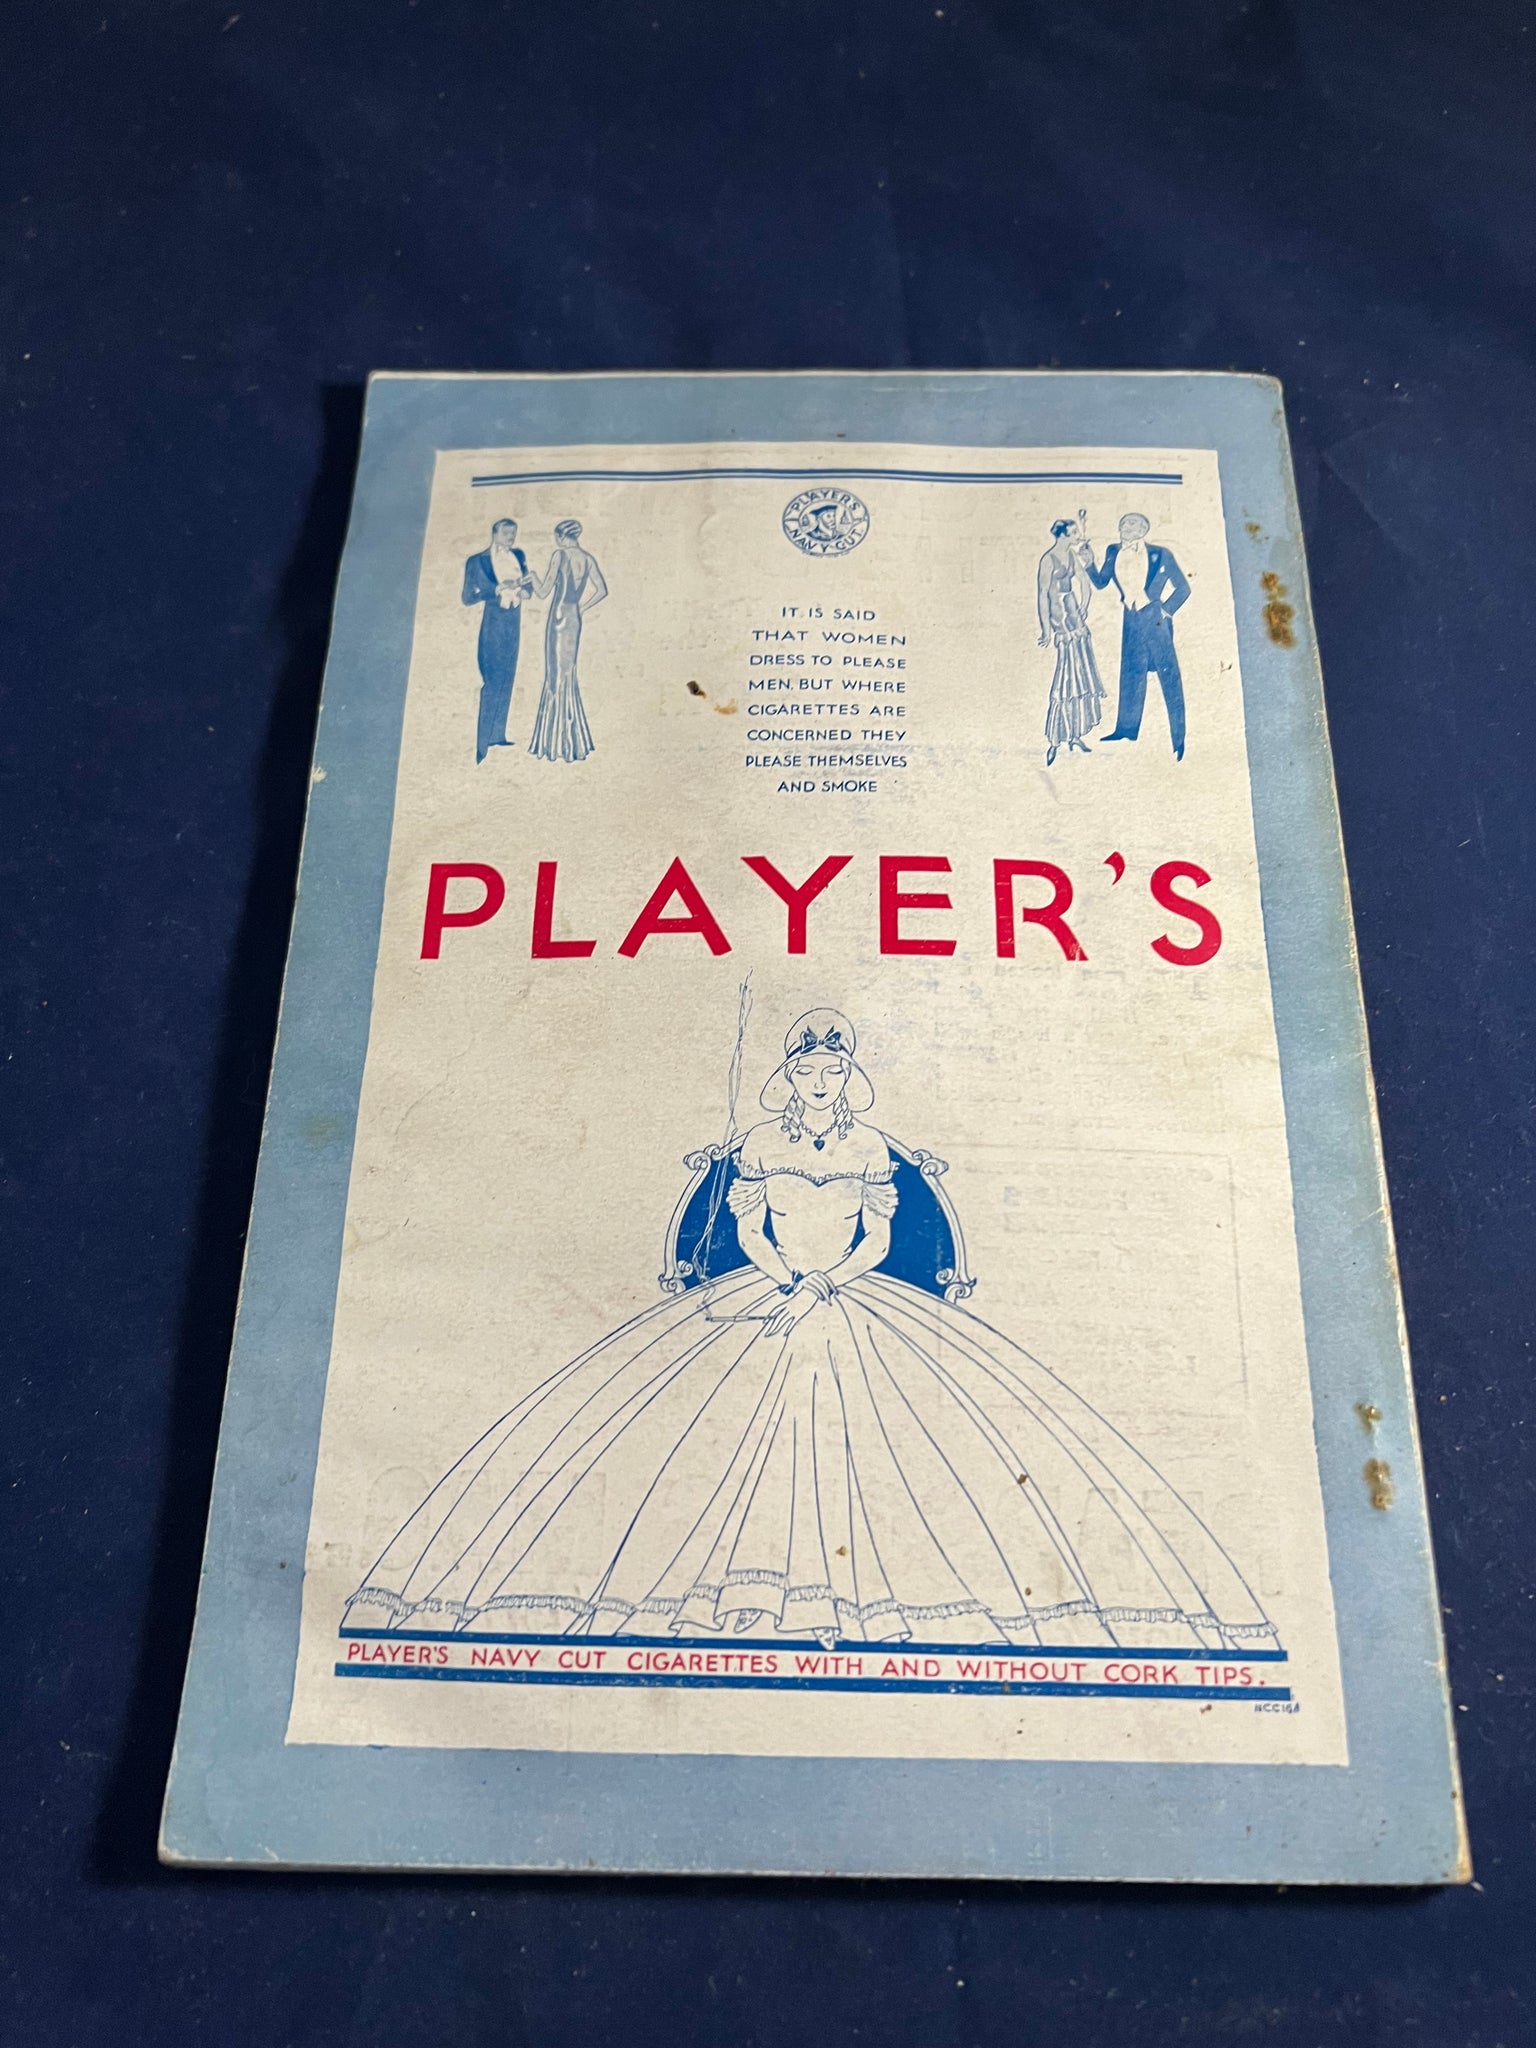 PLAYER'S
NAVY CUT
IT IS SAID
THAT WOMEN
DRESS TO PLEASE
MEN, BUT WHERE
CIGARETTES ARE
CONCERNED THEY
PLEASE THEMSELVES
AND SMOKE
PLAYER'S
PLAYER'S NAVY CUT CIGARETTES WITH AND WITHOUT CORK TIPS.